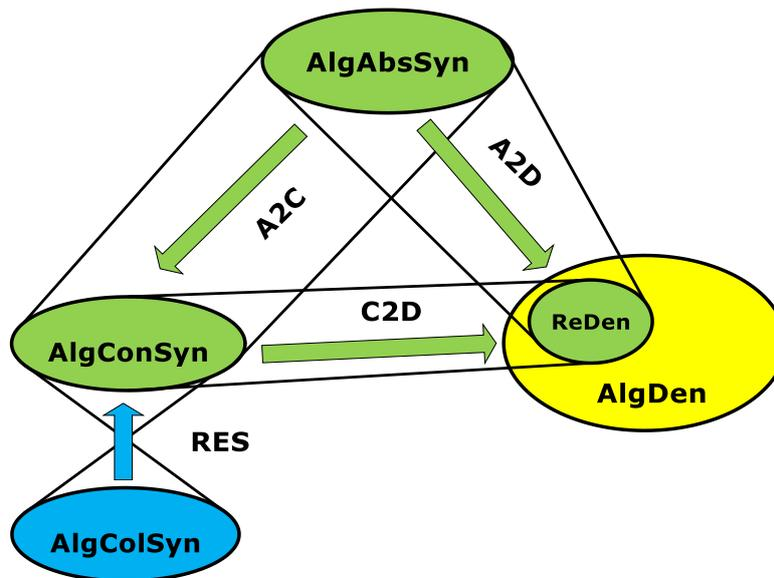 AlgAbsSyn
A2D
A2C
C2D
ReDen
AlgConSyn
AlgDen
RES
AlgColSyn